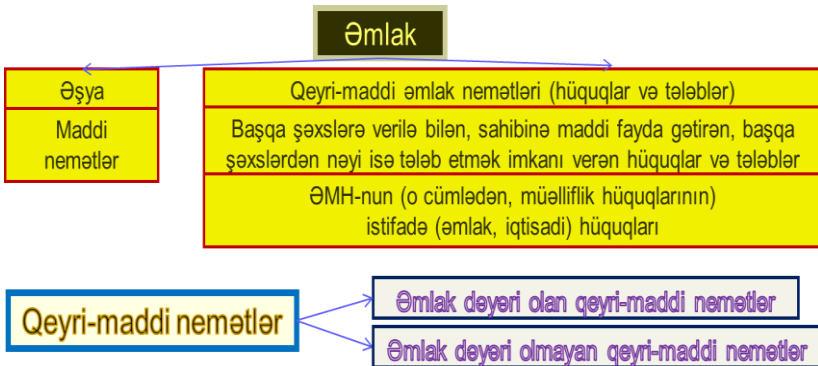 Əmlak
Əşya
Maddi
nemətlər
Qeyri-maddi əmlak nemətləri (hüquqlar və tələblər)
Başqa şəxslərə verilə bilən, sahibinə maddi fayda gətirən, başqa
şəxslərdən nəyi isə tələb etmək imkanı verən hüquqlar və tələblər
ƏMH-nun (o cümlədən, müəlliflik hüquqlarının)
istifadə (əmlak, iqtisadi) hüquqları
Qeyri-maddi nemətlər
Əmlak dəyəri olan qeyri-maddi nemətlər
Əmlak dəyəri olmayan qeyri-maddi nemətlər